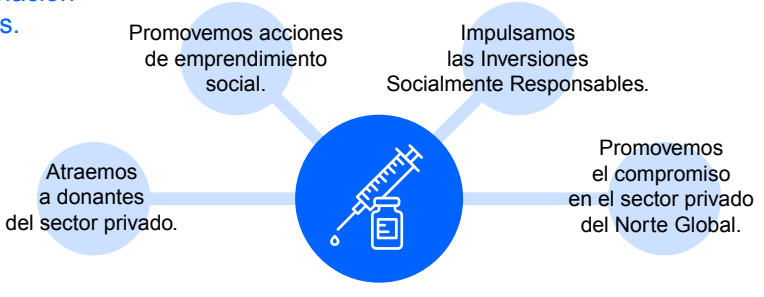 s.
Promovemos acciones
de emprendimiento
social.
Impulsamos
las Inversiones
Socialmente Responsables.
Atraemos
a donantes
del sector privado.
Promovemos
el compromiso
en el sector privado
del Norte Global.